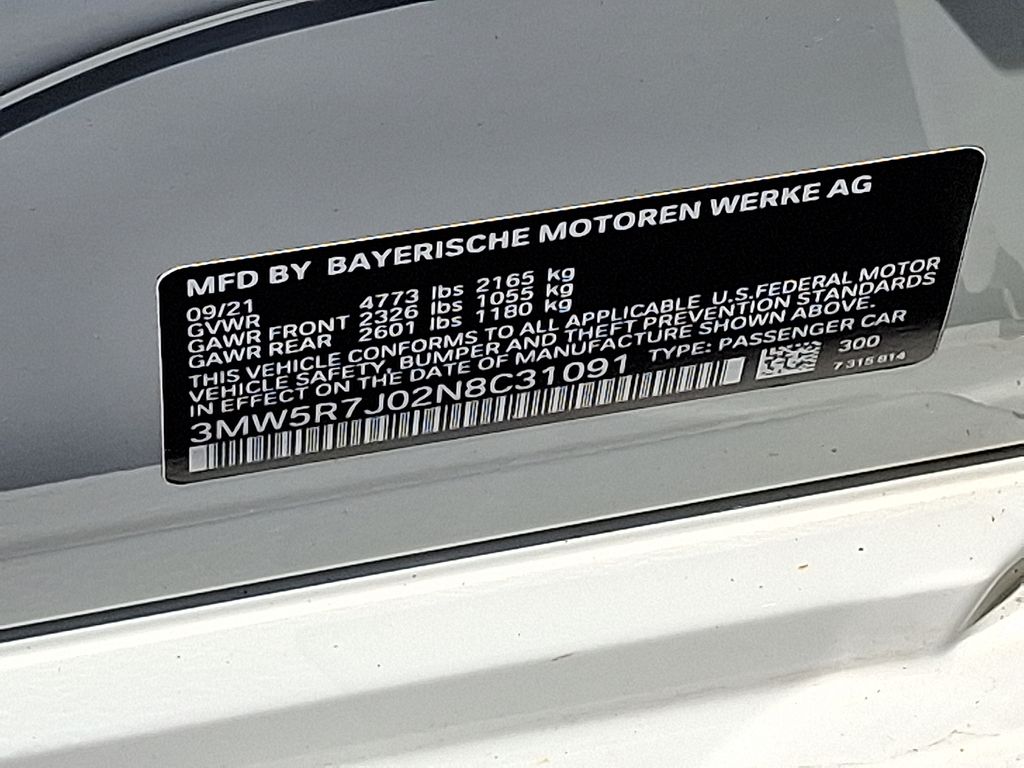 MFD BY BAYERISCHE MOTOREN WERKE AG
09/21
GVWR 4773 lbs 2165 kg
GAWR FRONT 2326 lbs 1055 kg
GAWR REAR 2601 lbs 1180 kg
THIS VEHICLE CONFORMS TO ALL APPLICABLE U.S.FEDERAL MOTOR
VEHICLE SAFETY, BUMPER AND THEFT PREVENTION STANDARDS
IN EFFECT ON THE DATE OF MANUFACTURE SHOWN ABOVE.
3MW5R7J02N8C31091 TYPE: PASSENGER CAR
300
7 315 814